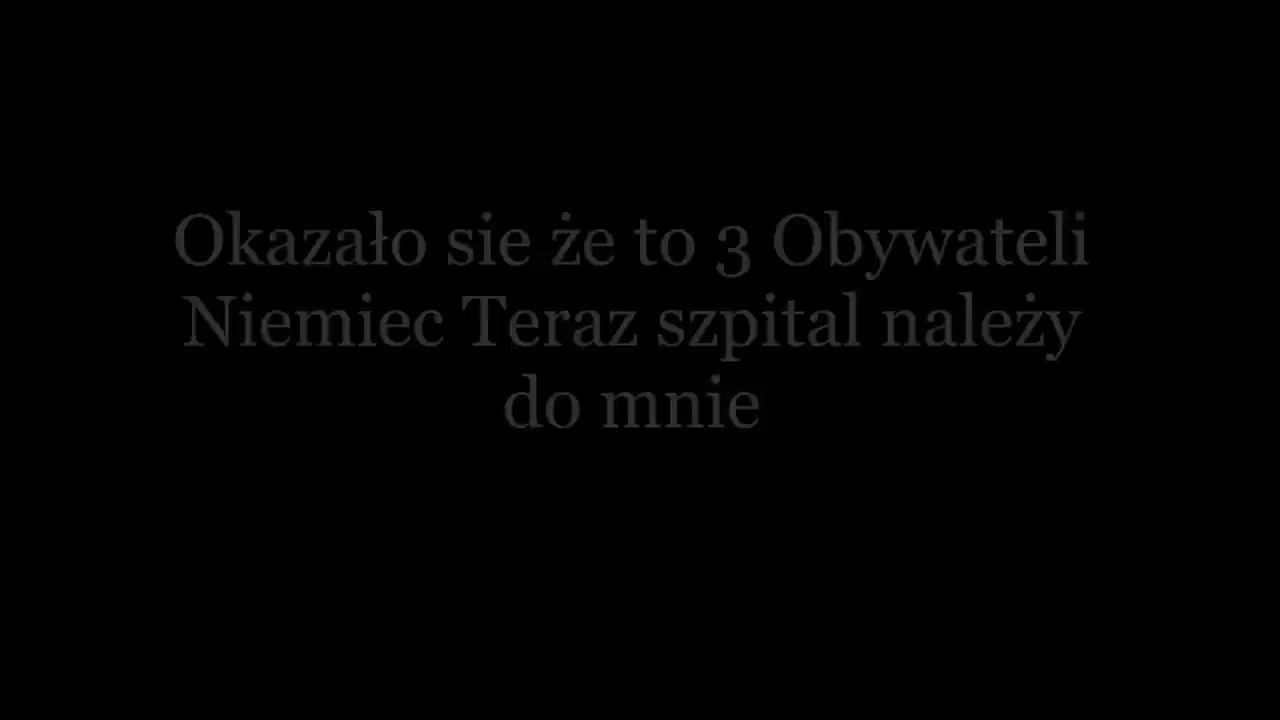 Okazało sie że to 3 Obywateli
Niemiec Teraz szpital należy
do mnie